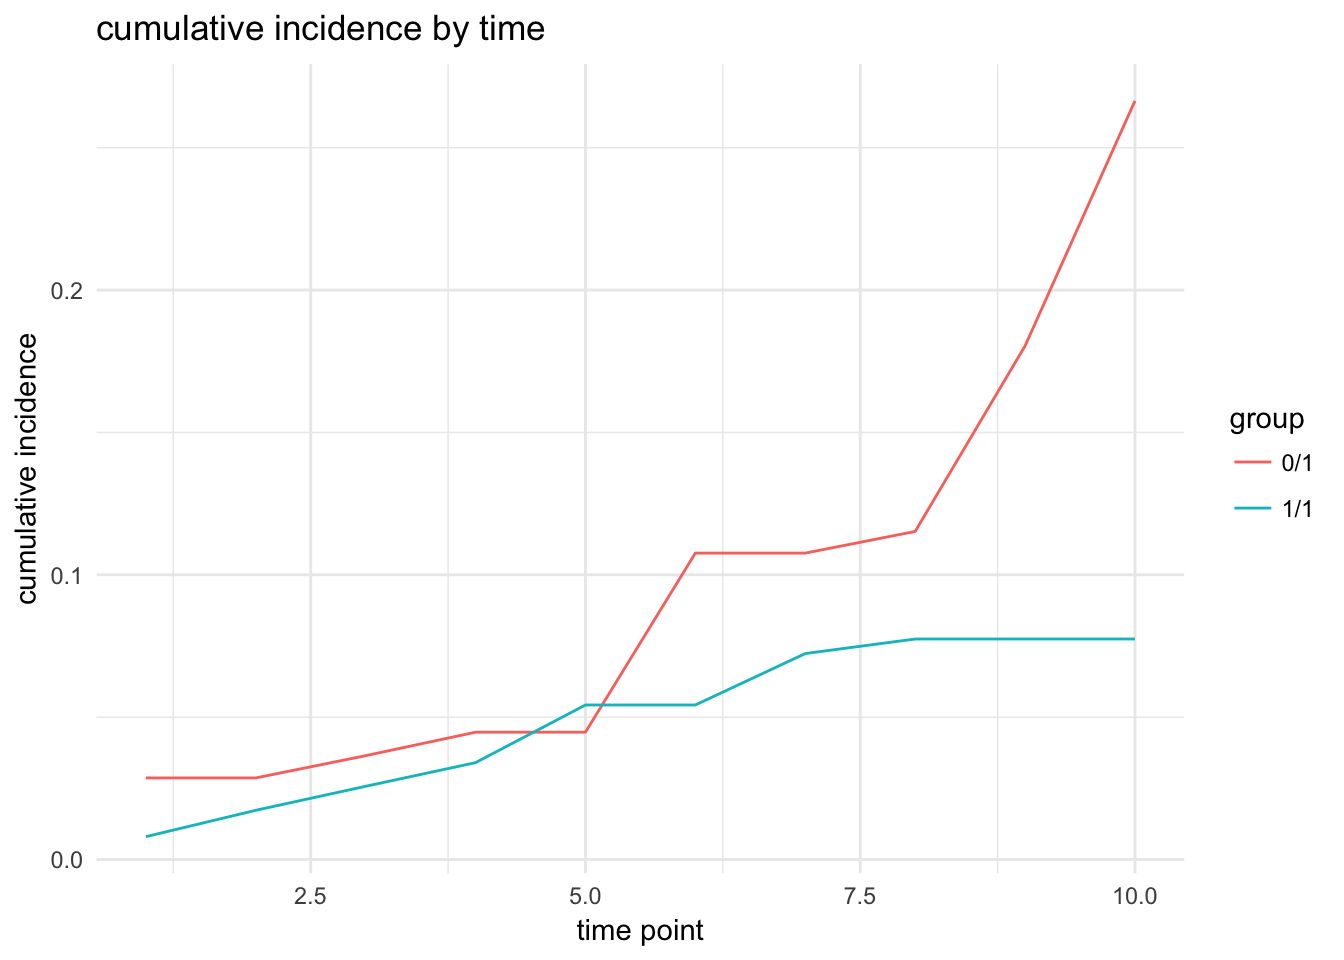 cumulative incidence by time
cumulative incidence
0.2
0.1
0.0
2.5 5.0 7.5 10.0
time point
group
0/1
1/1